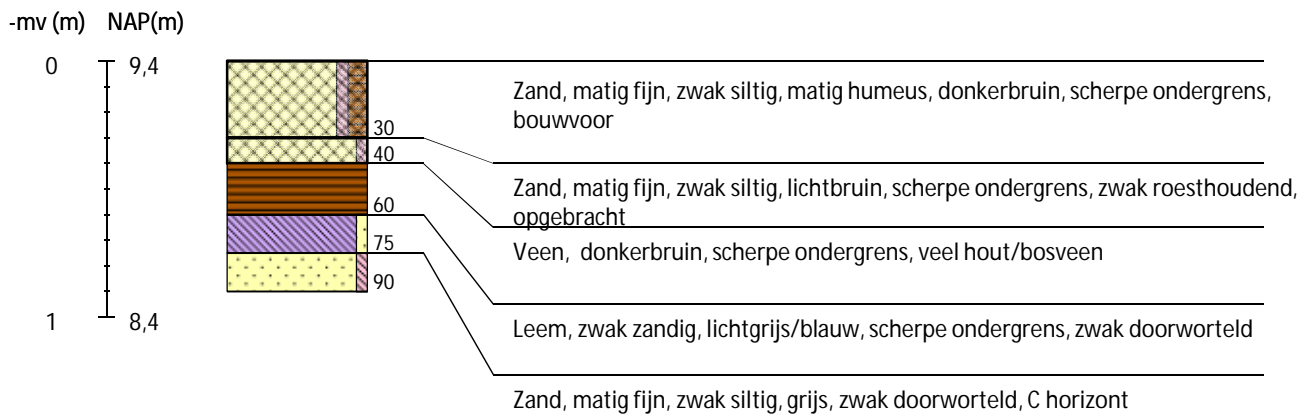 -mv (m) NAP(m)
0 9,4
Zand, matig fijn, zwak siltig, matig humeus, donkerbruin, scherpe ondergrens,
bouwvoor
30
40
Zand, matig fijn, zwak siltig, lichtbruin, scherpe ondergrens, zwak roesthoudend,
opgebracht
60
75
Veen, donkerbruin, scherpe ondergrens, veel hout/bosveen
90
1 8,4
Leem, zwak zandig, lichtgrijs/blauw, scherpe ondergrens, zwak doorworteld
Zand, matig fijn, zwak siltig, grijs, zwak doorworteld, C horizont